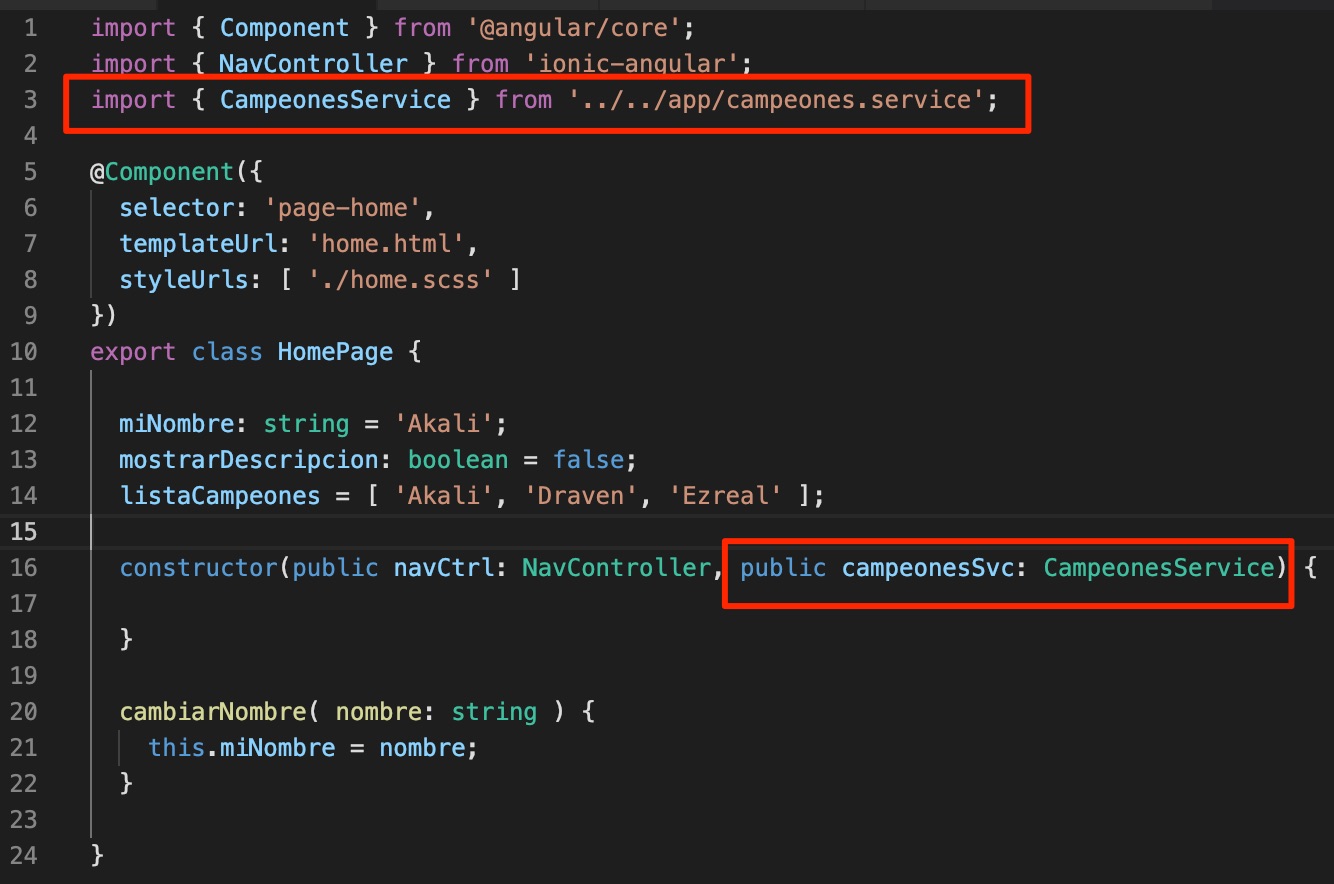 1 import { Component } from '@angular/core';
2 import { NavController } from 'ionic-angular';
3 import { CampeonesService } from '../../app/campeones.service';
4
5 @Component({
6 selector: 'page-home',
7 templateUrl: 'home.html',
8 styleUrls: [ './home.scss' ]
9 })
10 export class HomePage {
11
12 miNombre: string = 'Akali';
13 mostrarDescripcion: boolean = false;
14 listaCampeones = [ 'Akali', 'Draven', 'Ezreal' ];
15
16 constructor(public navCtrl: NavController, public campeonesSvc: CampeonesService) {
17
18 }
19
20 cambiarNombre( nombre: string ) {
21 this.miNombre = nombre;
22 }
23
24 }